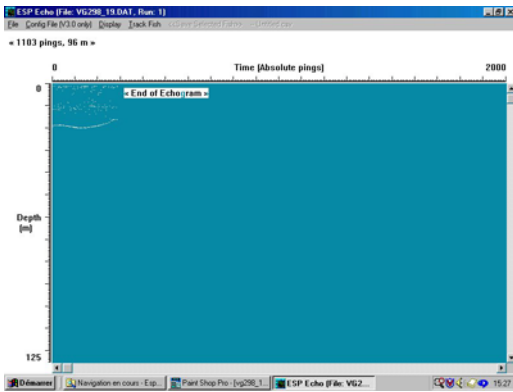 ESP Echo (File: VG298_19.DAT, Run: 1)
File Config File (V3.0 only) Display Track Fish
« 1103 pings, 96 m »
0 Time (Absolute pings) 2000
0
« End of Echogram »
Depth
(m)
125
Démarrer Navigation en cours - Esp... Paint Shop Pro - [vg298_1... ESP Echo (File: VG2... 15:27